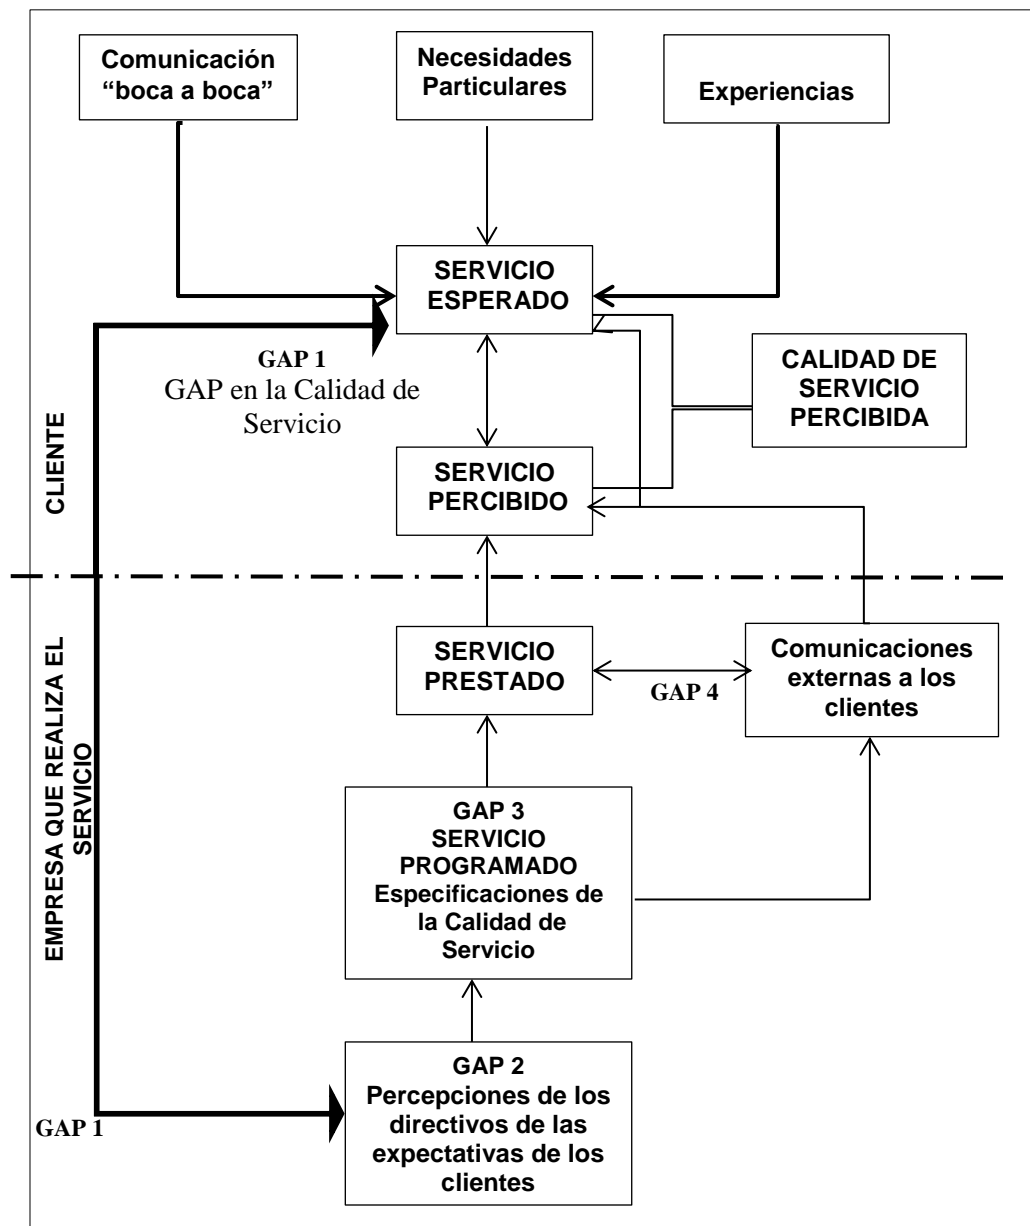 Comunicación
“boca a boca”
Necesidades
Particulares
Experiencias
SERVICIO
ESPERADO
GAP 1
GAP en la Calidad de
Servicio
CALIDAD DE
SERVICIO
PERCIBIDA
CLIENTE
SERVICIO
PERCIBIDO
EMPRESA QUE REALIZA EL
SERVICIO
SERVICIO
PRESTADO
GAP 4
Comunicaciones
externas a los
clientes
GAP 3
SERVICIO
PROGRAMADO
Especificaciones de
la Calidad de
Servicio
GAP 2
Percepciones de los
directivos de las
expectativas de los
clientes
GAP 1